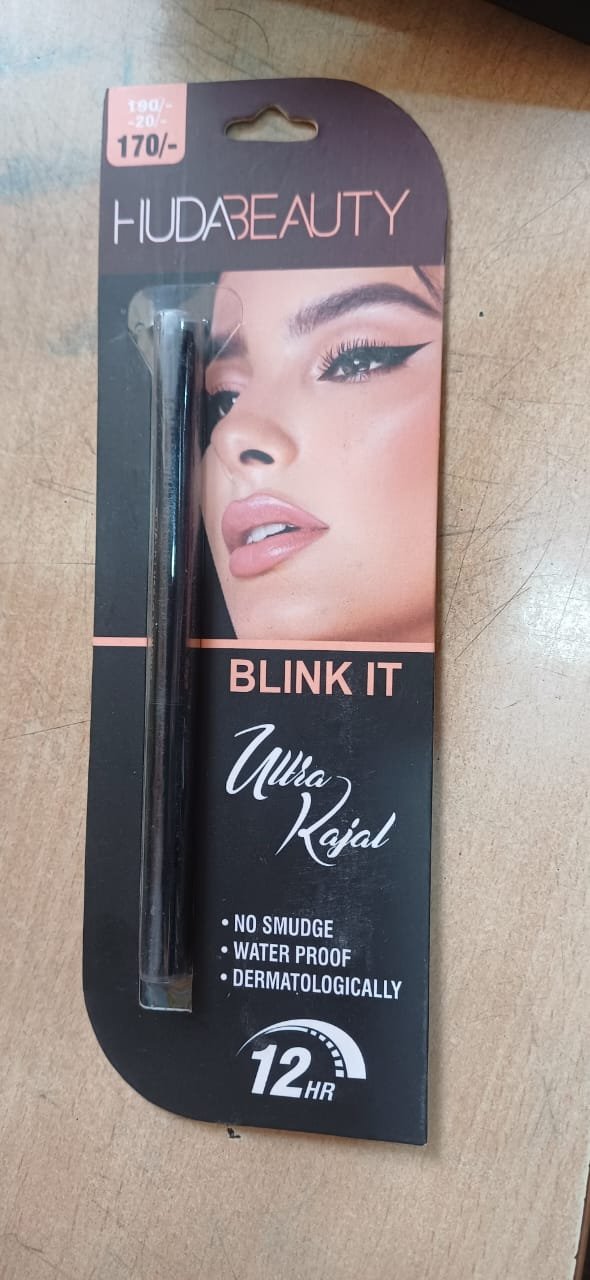 190/-
-20/-
170/-
HUDABEAUTY
BLINK IT
Ultra
Kajal
• NO SMUDGE
• WATER PROOF
• DERMATOLOGICALLY
12HR